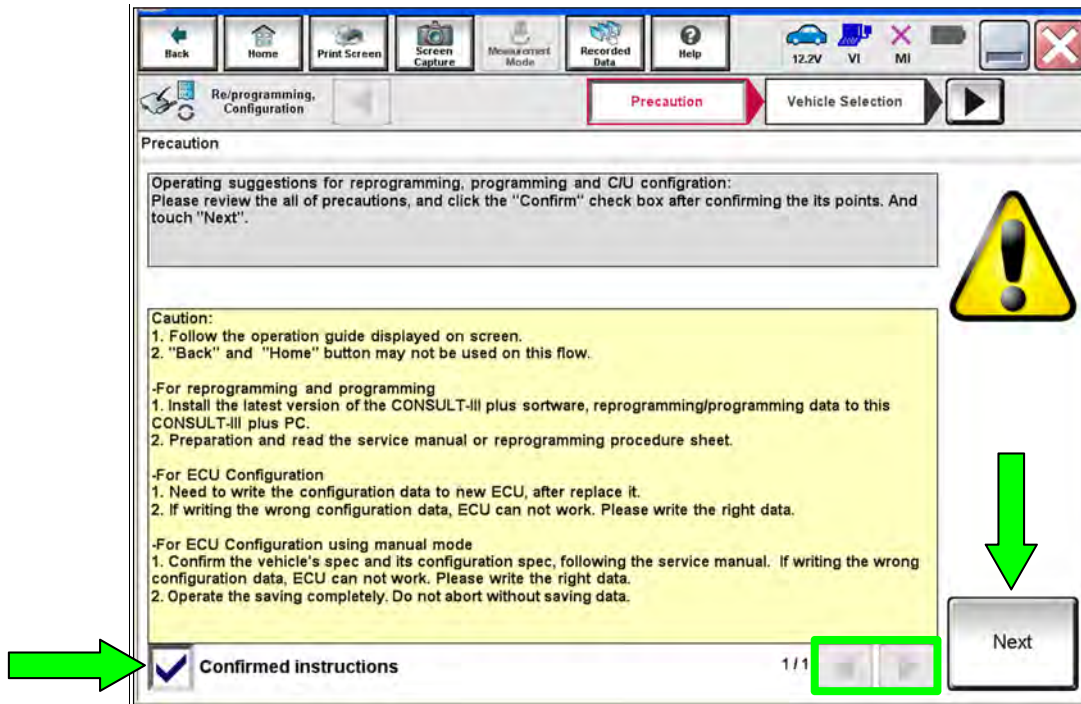 Back
Home
Print Screen
Screen
Capture
Measurement
Mode
Recorded
Data
Help
12.2V
VI
MI
Re/programming,
Configuration
Precaution
Vehicle Selection
Precaution
Operating suggestions for reprogramming, programming and C/U configration:
Please review the all of precautions, and click the "Confirm" check box after confirming the its points. And
touch "Next".
Caution:
1. Follow the operation guide displayed on screen.
2. "Back" and "Home" button may not be used on this flow.
-For reprogramming and programming
1. Install the latest version of the CONSULT-III plus sortware, reprogramming/programming data to this
CONSULT-III plus PC.
2. Preparation and read the service manual or reprogramming procedure sheet.
-For ECU Configuration
1. Need to write the configuration data to new ECU, after replace it.
2. If writing the wrong configuration data, ECU can not work. Please write the right data.
-For ECU Configuration using manual mode
1. Confirm the vehicle's spec and its configuration spec, following the service manual. If writing the wrong
configuration data, ECU can not work. Please write the right data.
2. Operate the saving completely. Do not abort without saving data.
Confirmed instructions
1/1
Next